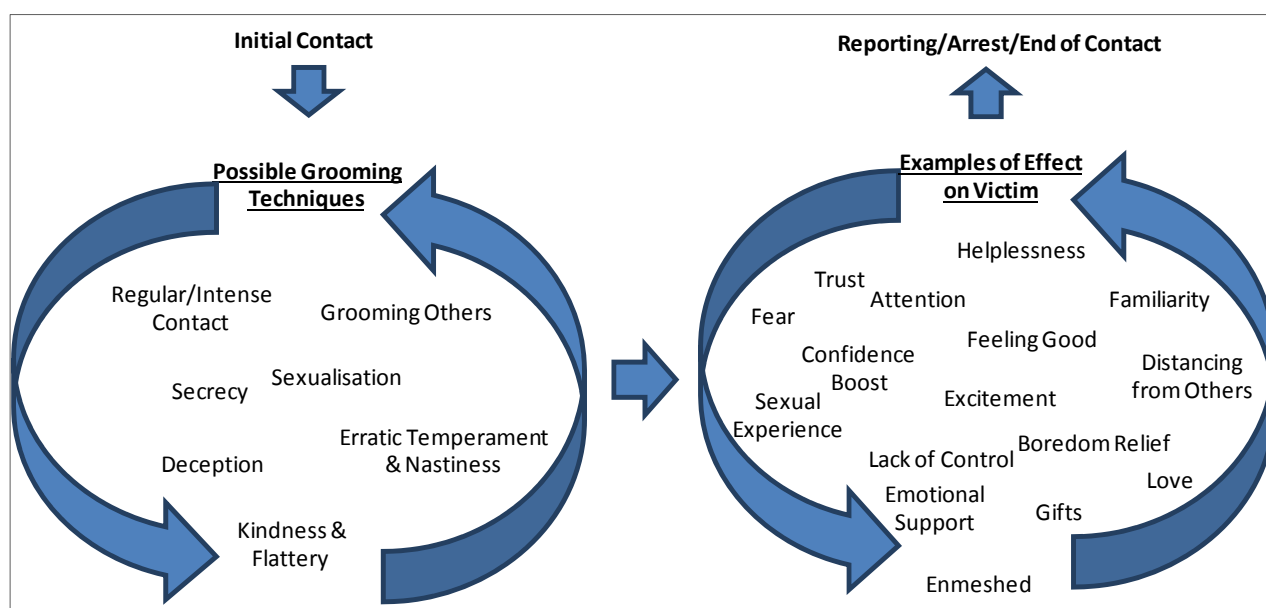 Initial Contact
Reporting/Arrest/End of Contact
Possible Grooming
Techniques
Regular/Intense
Contact
Grooming Others
Secrecy
Sexualisation
Erratic Temperament
& Nastiness
Deception
Kindness &
Flattery
Examples of Effect
on Victim
Helplessness
Trust
Attention
Familiarity
Fear
Feeling Good
Confidence
Boost
Distancing
from Others
Sexual
Experience
Excitement
Boredom Relief
Lack of Control
Love
Emotional
Support
Gifts
Enmeshed